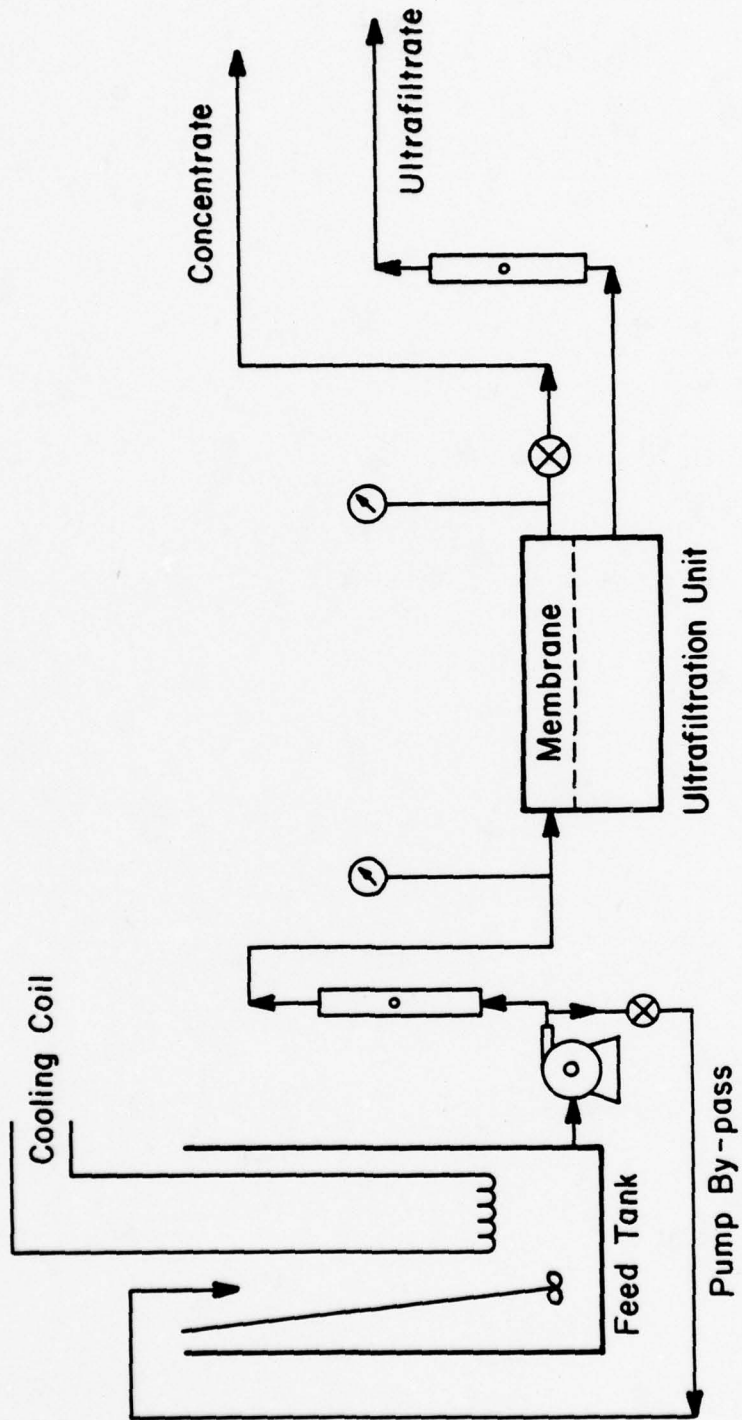 Cooling Coil
Feed Tank
Pump By-pass
Membrane
Ultrafiltration Unit
Concentrate
Ultrafiltrate